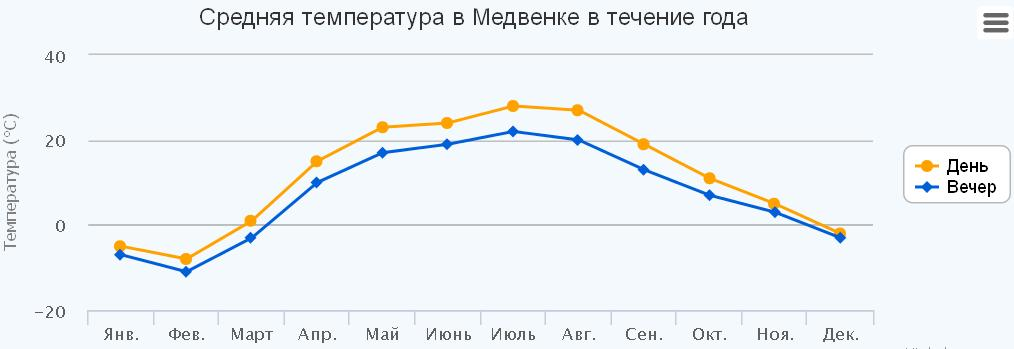 Средняя температура в Медвенке в течение года
Температура (°C)
40
20
0
-20
Янв. Фев. Март Апр. Май Июнь Июль Авг. Сен. Окт. Ноя. Дек.
День
Вечер